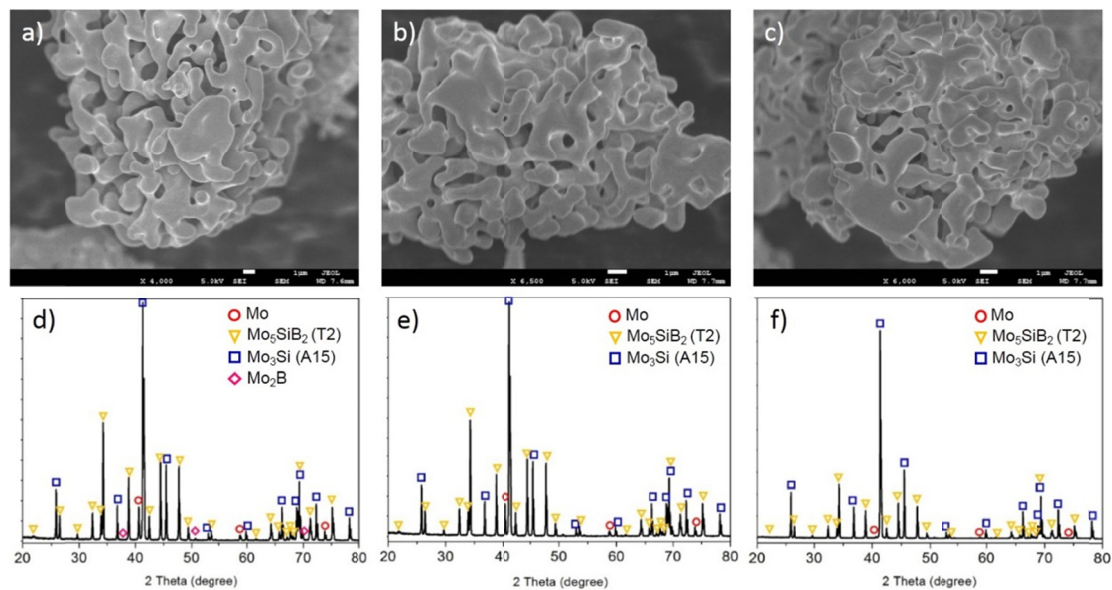 a)
1μm JEOL
X 4,000 5.0kV SEI SEM WD 7.6mm
b)
1μm JEOL
X 6,500 5.0kV SEI SEM WD 7.7mm
c)
1μm JEOL
X 6,000 5.0kV SEI SEM WD 7.7mm
d)
Mo
Mo₅SiB₂ (T2)
Mo₃Si (A15)
Mo₂B
20 30 40 50 60 70 80
2 Theta (degree)
e)
Mo
Mo₅SiB₂ (T2)
Mo₃Si (A15)
20 30 40 50 60 70 80
2 Theta (degree)
f)
Mo
Mo₅SiB₂ (T2)
Mo₃Si (A15)
20 30 40 50 60 70 80
2 Theta (degree)